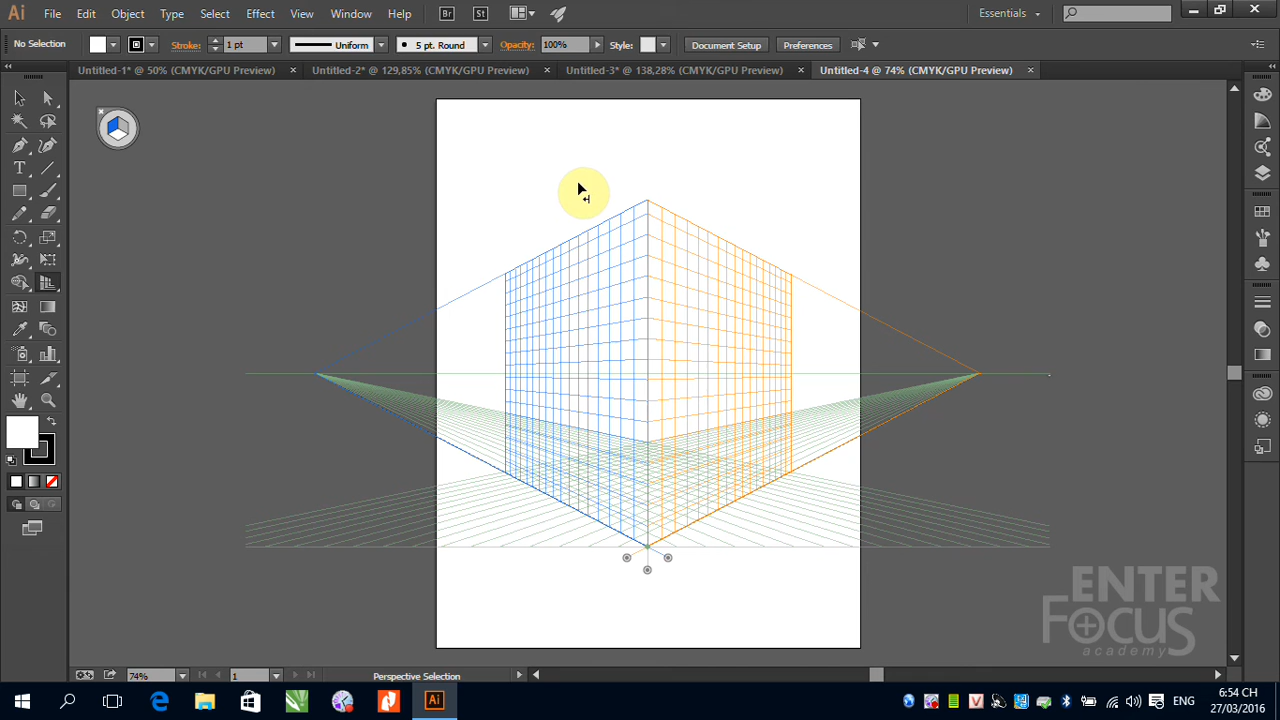 Ai File Edit Object Type Select Effect View Window Help Br St Essentials
No Selection Stroke: 1 pt Uniform 5 pt. Round Opacity: 100% Style: Document Setup Preferences
Untitled-1* @ 50% (CMYK/GPU Preview) × Untitled-2* @ 129,85% (CMYK/GPU Preview) × Untitled-3* @ 138,28% (CMYK/GPU Preview) × Untitled-4 @ 74% (CMYK/GPU Preview) ×
T
ENTER
FOCUS
academy
74% 1 Perspective Selection
Ai ENG 6:54 CH
27/03/2016